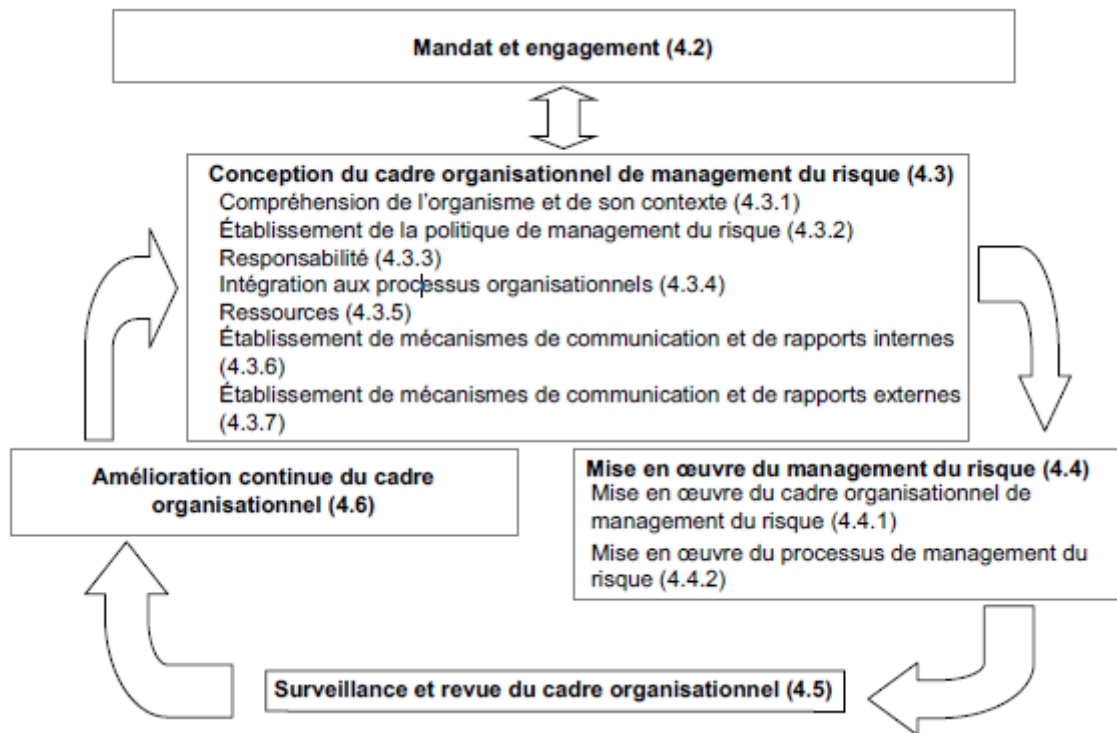 Mandat et engagement (4.2)
Conception du cadre organisationnel de management du risque (4.3)
Compréhension de l'organisme et de son contexte (4.3.1)
Établissement de la politique de management du risque (4.3.2)
Responsabilité (4.3.3)
Intégration aux processus organisationnels (4.3.4)
Ressources (4.3.5)
Établissement de mécanismes de communication et de rapports internes
(4.3.6)
Établissement de mécanismes de communication et de rapports externes
(4.3.7)
Mise en œuvre du management du risque (4.4)
Mise en œuvre du cadre organisationnel de
management du risque (4.4.1)
Mise en œuvre du processus de management du
risque (4.4.2)
Surveillance et revue du cadre organisationnel (4.5)
Amélioration continue du cadre
organisationnel (4.6)